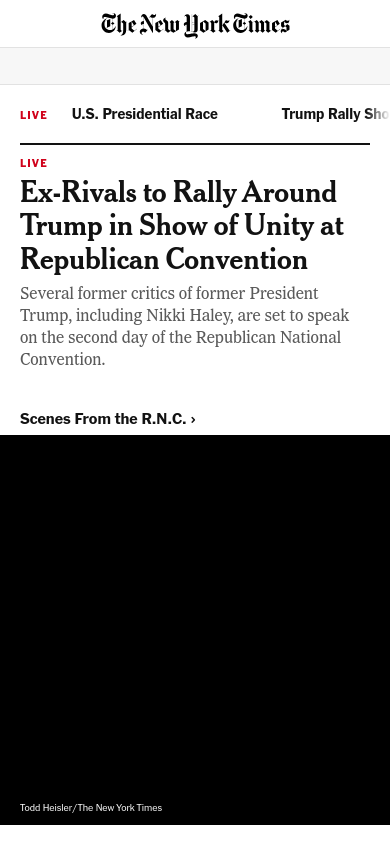 The New York Times
LIVE U.S. Presidential Race Trump Rally Sho
LIVE
Ex-Rivals to Rally Around
Trump in Show of Unity at
Republican Convention
Several former critics of former President
Trump, including Nikki Haley, are set to speak
on the second day of the Republican National
Convention.
Scenes From the R.N.C. ›
Todd Heisler/The New York Times